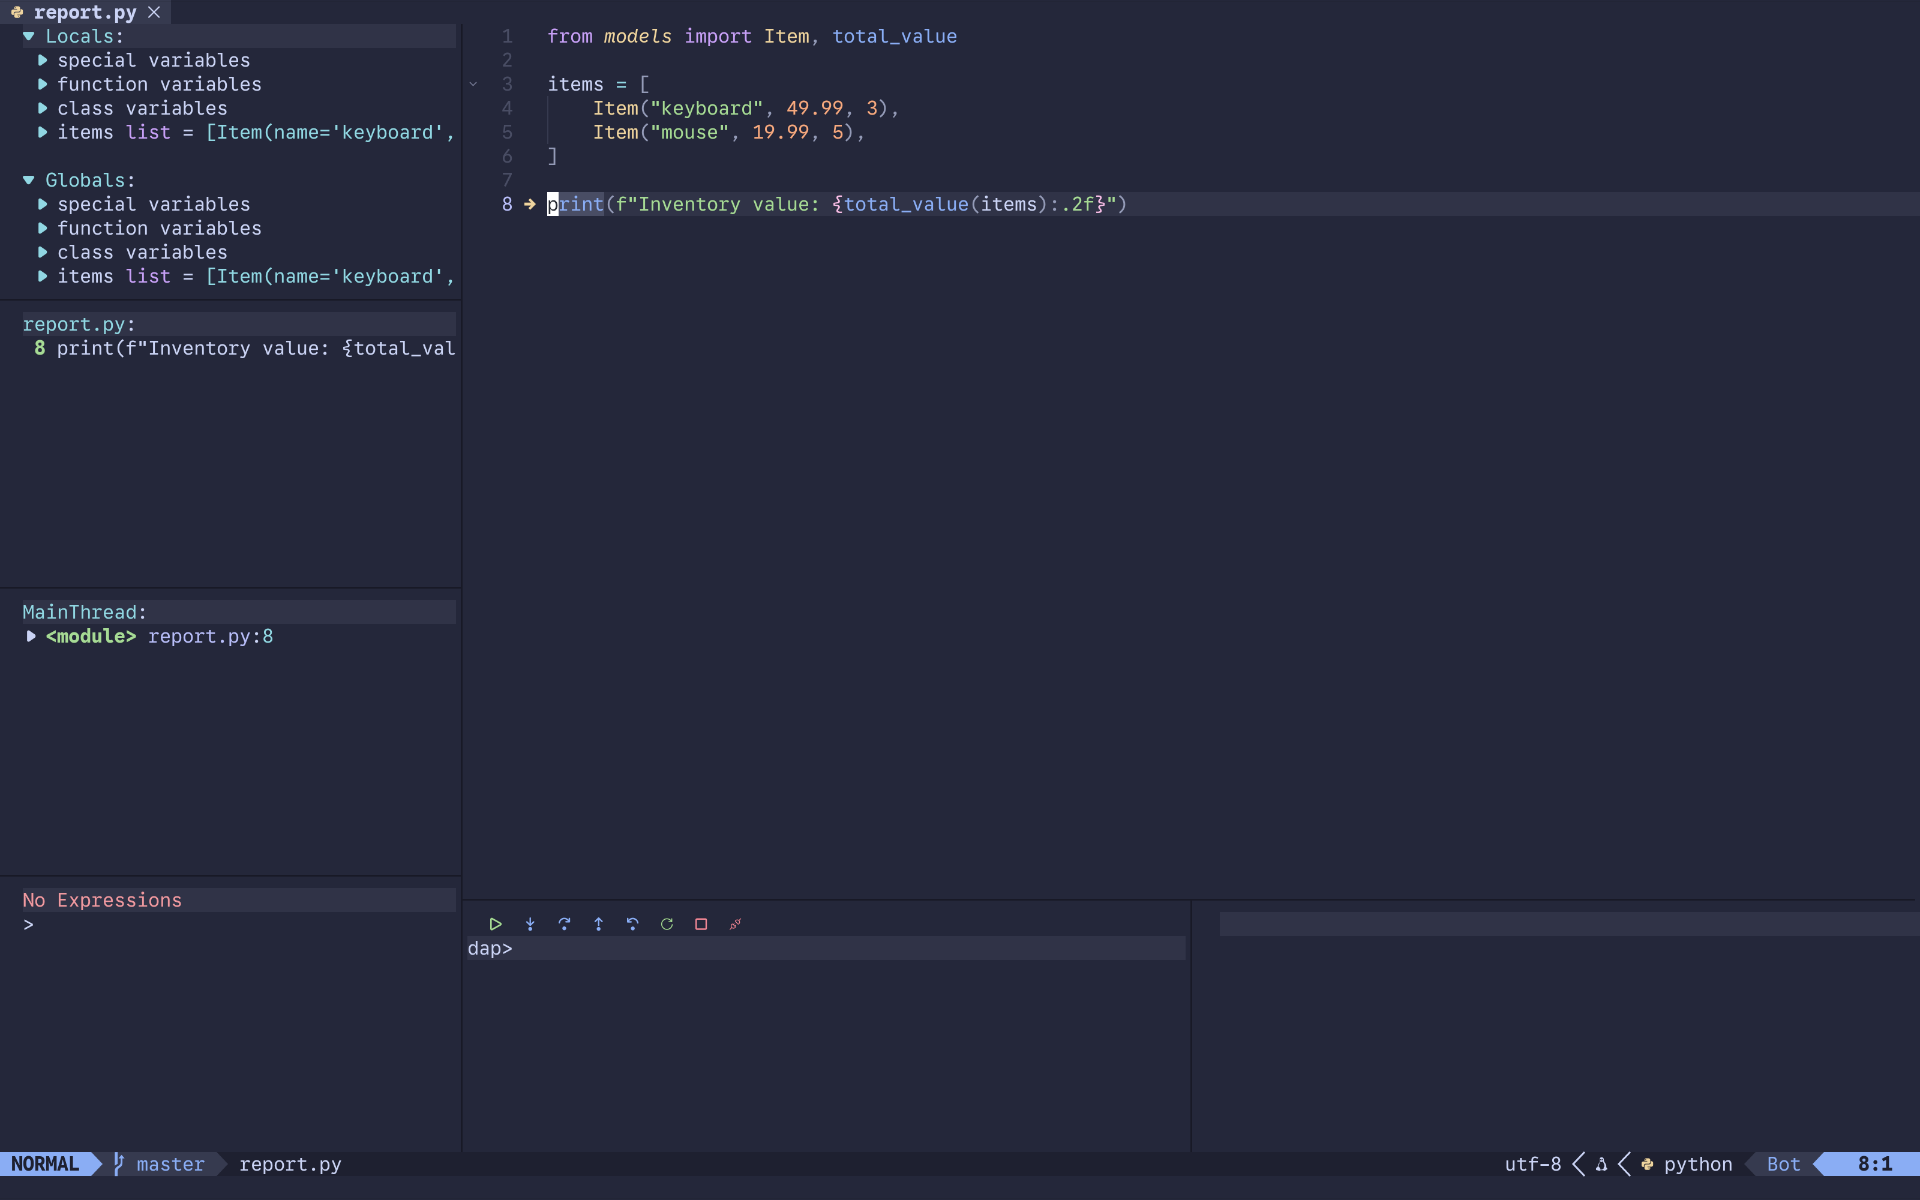 report.py
Locals:
special variables
function variables
class variables
items list = [Item(name='keyboard',
Globals:
special variables
function variables
class variables
items list = [Item(name='keyboard',
report.py:
8 print(f"Inventory value: {total_val
MainThread:
<module> report.py:8
No Expressions
>
1 from models import Item, total_value
2
3 items = [
4     Item("keyboard", 49.99, 3),
5     Item("mouse", 19.99, 5),
6 ]
7
8 print(f"Inventory value: {total_value(items):.2f}")
dap>
NORMAL master report.py utf-8 python Bot 8:1